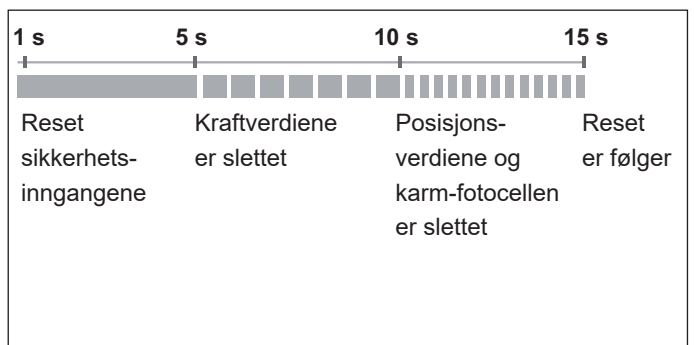 1 s 5 s 10 s 15 s
Reset
sikkerhets-
inngangene
Kraftverdiene
er slettet
Posisjons-
verdiene og
karm-fotocellen
er slettet
Reset
er følger